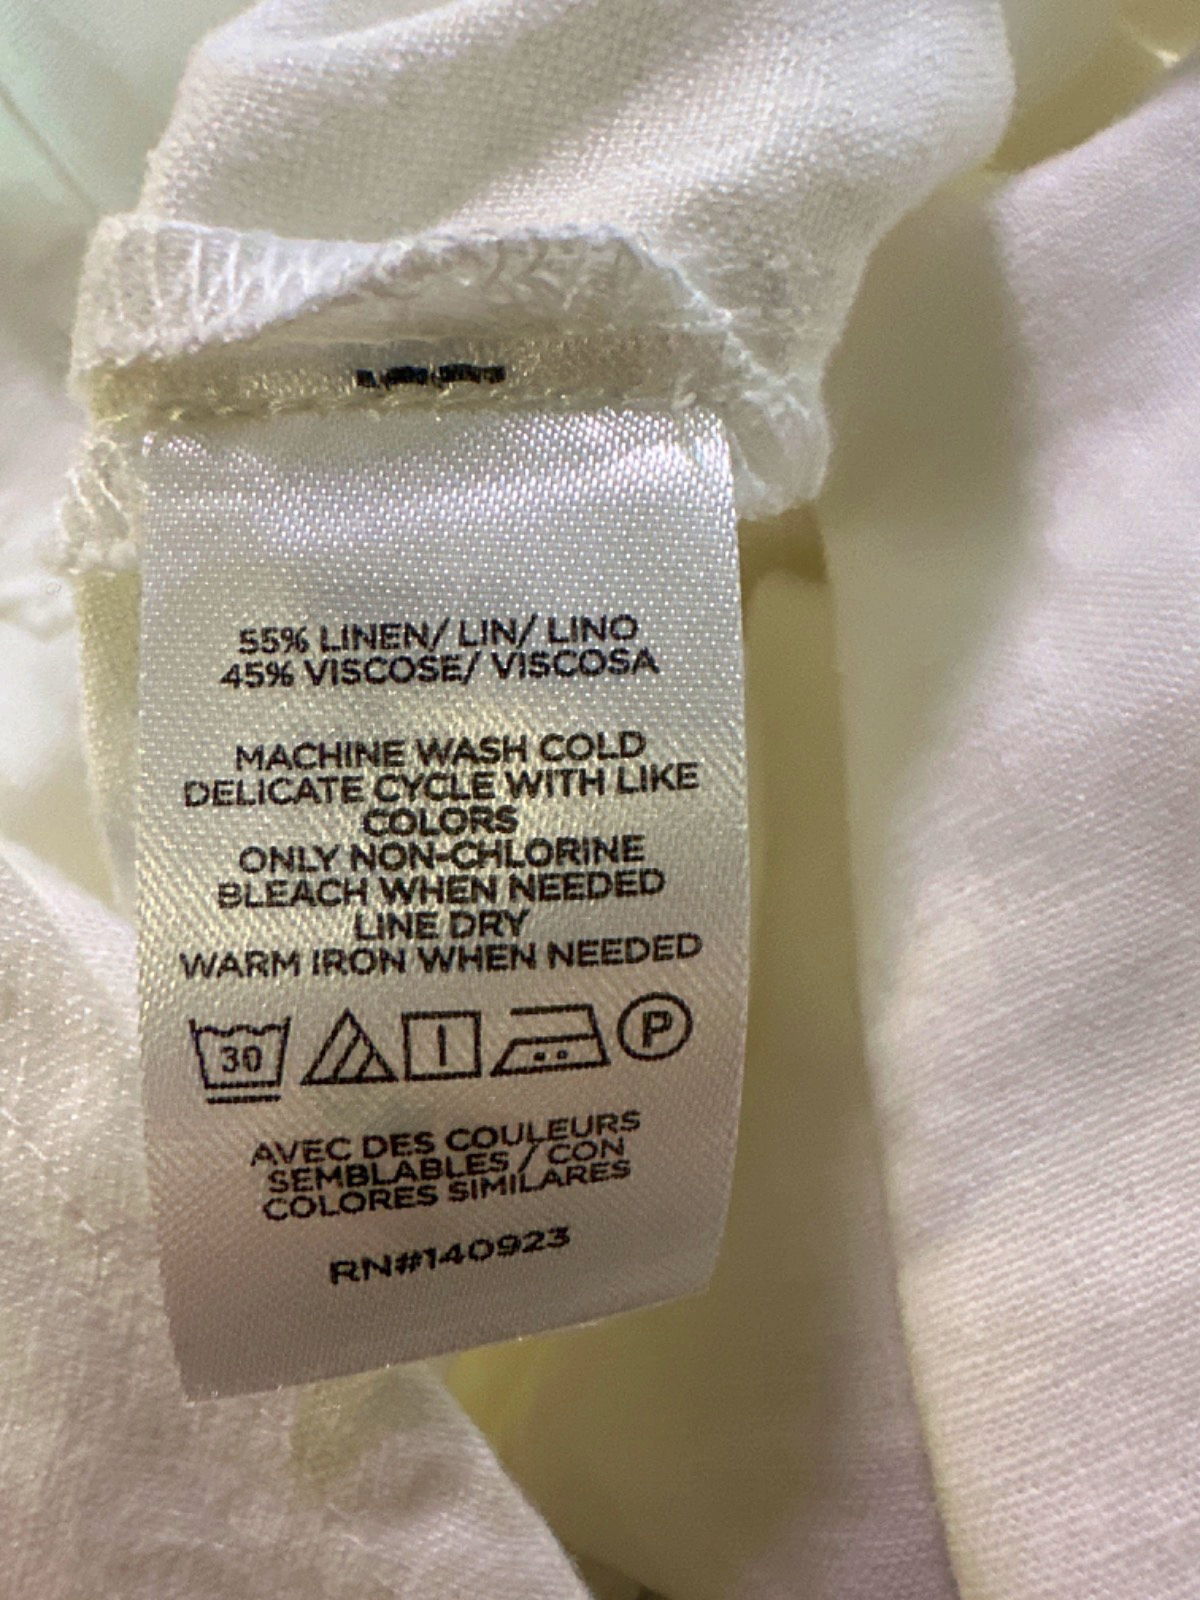 55% LINEN/ LIN/ LINO
45% VISCOSE/ VISCOSA
MACHINE WASH COLD
DELICATE CYCLE WITH LIKE
COLORS
ONLY NON-CHLORINE
BLEACH WHEN NEEDED
LINE DRY
WARM IRON WHEN NEEDED
30 P
AVEC DES COULEURS
SEMBLABLES / CON
COLORES SIMILARES
RN#140923